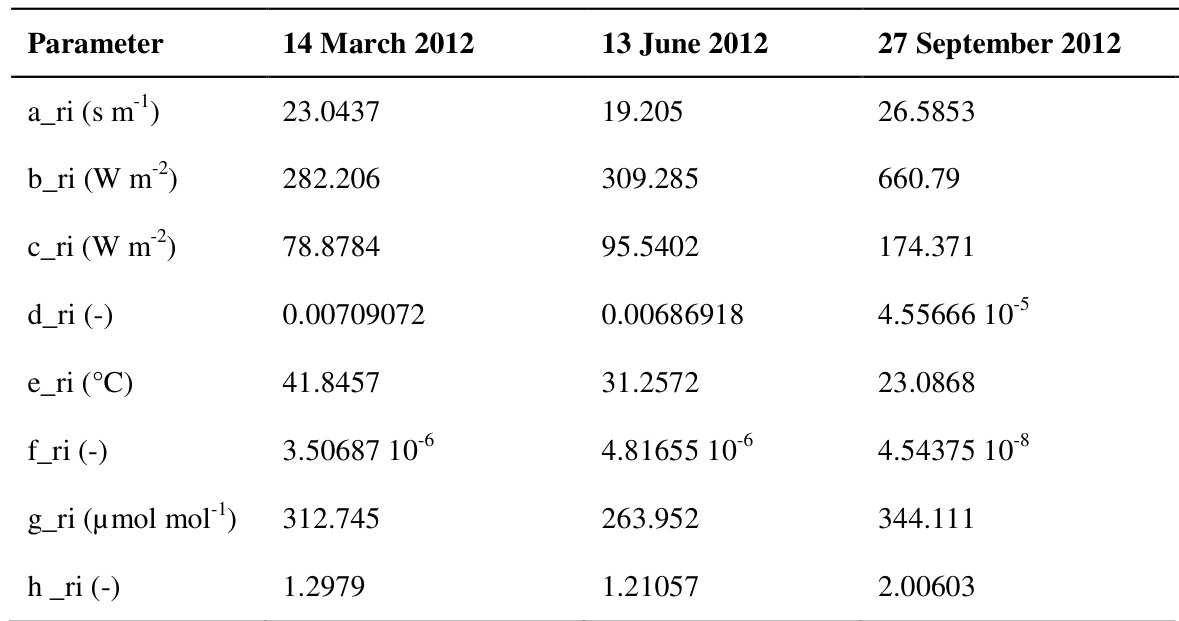 Parameter 14 March 2012 13 June 2012 27 September 2012
a_ri (s m-1) 23.0437 19.205 26.5853
b_ri (W m-2) 282.206 309.285 660.79
c_ri (W m-2) 78.8784 95.5402 174.371
d_ri (-) 0.00709072 0.00686918 4.55666 10-5
e_ri (°C) 41.8457 31.2572 23.0868
f_ri (-) 3.50687 10-6 4.81655 10-6 4.54375 10-8
g_ri (µmol mol-1) 312.745 263.952 344.111
h _ri (-) 1.2979 1.21057 2.00603